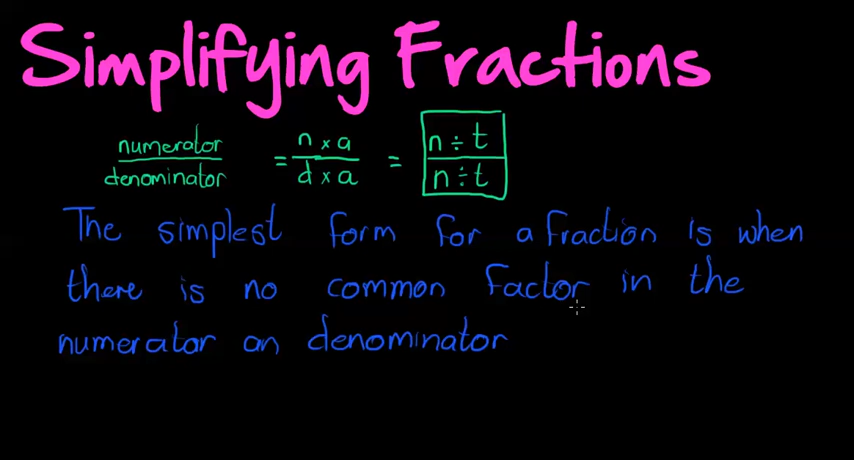 Simplifying Fractions
numerator/denominator = n x a/d x a = n ÷ t/n ÷ t
The simplest form for a fraction is when
there is no common factor in the
numerator an denominator